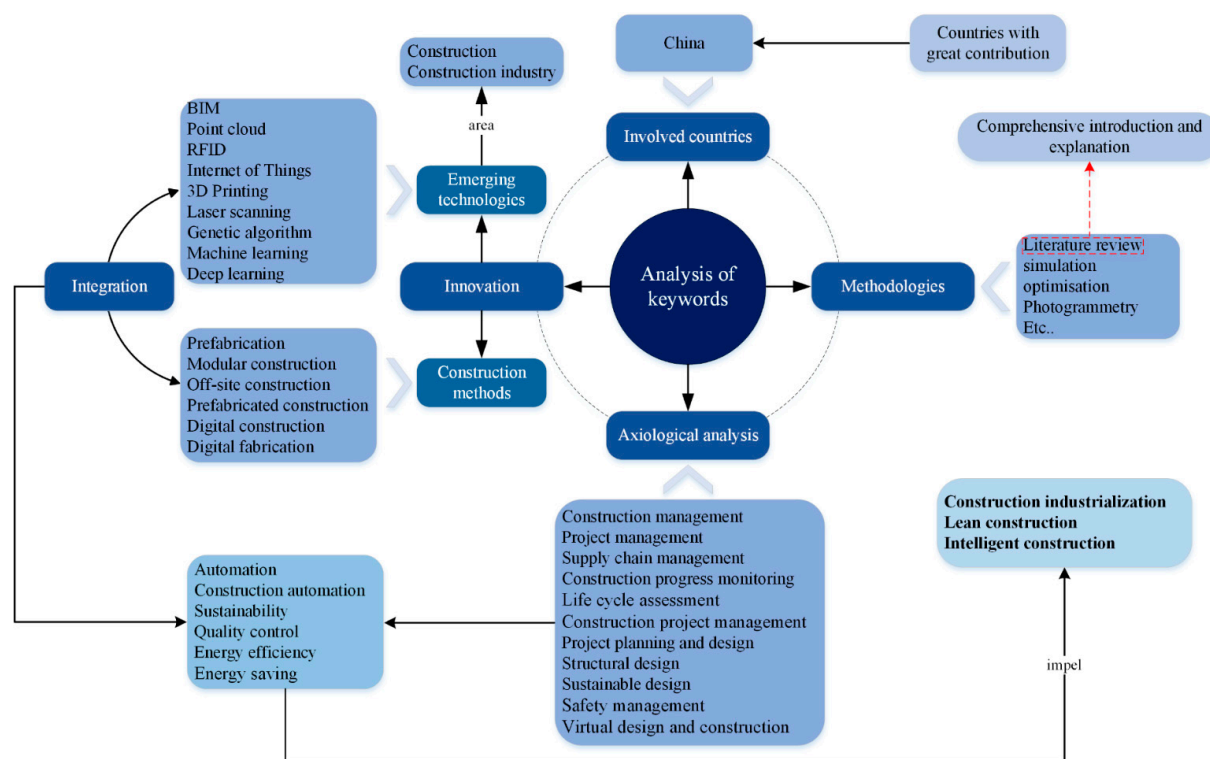 China
Countries with
great contribution
Construction
Construction industry
area
Involved countries
Comprehensive introduction and
explanation
BIM
Point cloud
RFID
Internet of Things
3D Printing
Laser scanning
Genetic algorithm
Machine learning
Deep learning
Emerging
technologies
Integration
Innovation
Analysis of
keywords
Methodologies
Literature review
simulation
optimisation
Photogrammetry
Etc..
Prefabrication
Modular construction
Off-site construction
Prefabricated construction
Digital construction
Digital fabrication
Construction
methods
Axiological analysis
Construction management
Project management
Supply chain management
Construction progress monitoring
Life cycle assessment
Construction project management
Project planning and design
Structural design
Sustainable design
Safety management
Virtual design and construction
Construction industrialization
Lean construction
Intelligent construction
Automation
Construction automation
Sustainability
Quality control
Energy efficiency
Energy saving
impel